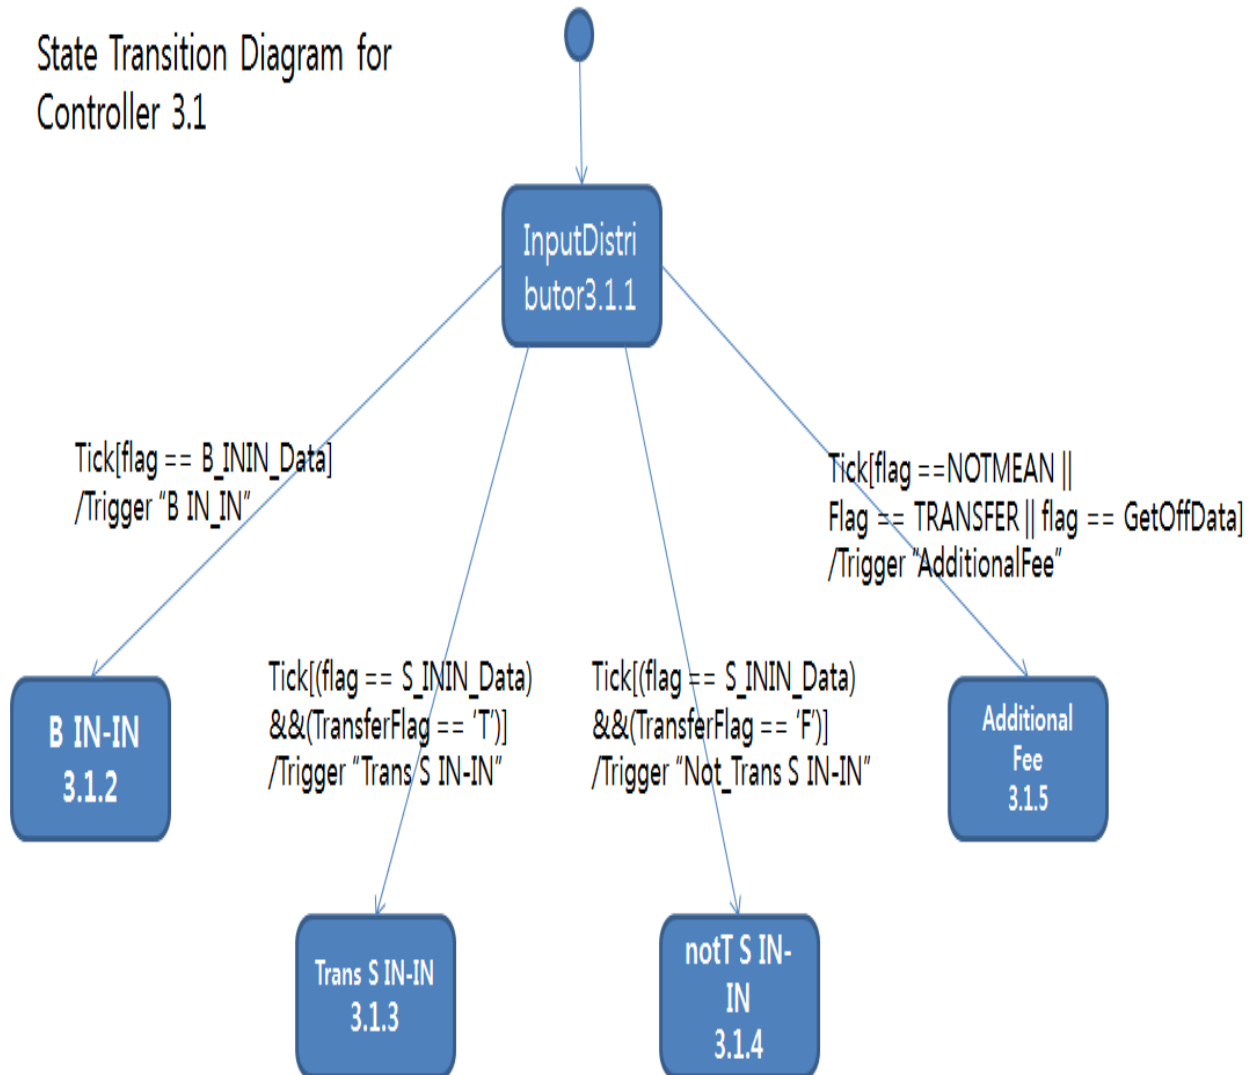 State Transition Diagram for
Controller 3.1
InputDistri
butor3.1.1
Tick[flag == B_ININ_Data]
/Trigger “B IN_IN”
Tick[flag ==NOTMEAN ||
Flag == TRANSFER || flag == GetOffData]
/Trigger “AdditionalFee”
Tick[(flag == S_ININ_Data)
&&(TransferFlag == ‘T’)]
/Trigger “Trans S IN-IN”
Tick[(flag == S_ININ_Data)
&&(TransferFlag == ‘F’)]
/Trigger “Not_Trans S IN-IN”
B IN-IN
3.1.2
Additional
Fee
3.1.5
Trans S IN-IN
3.1.3
notT S IN-
IN
3.1.4